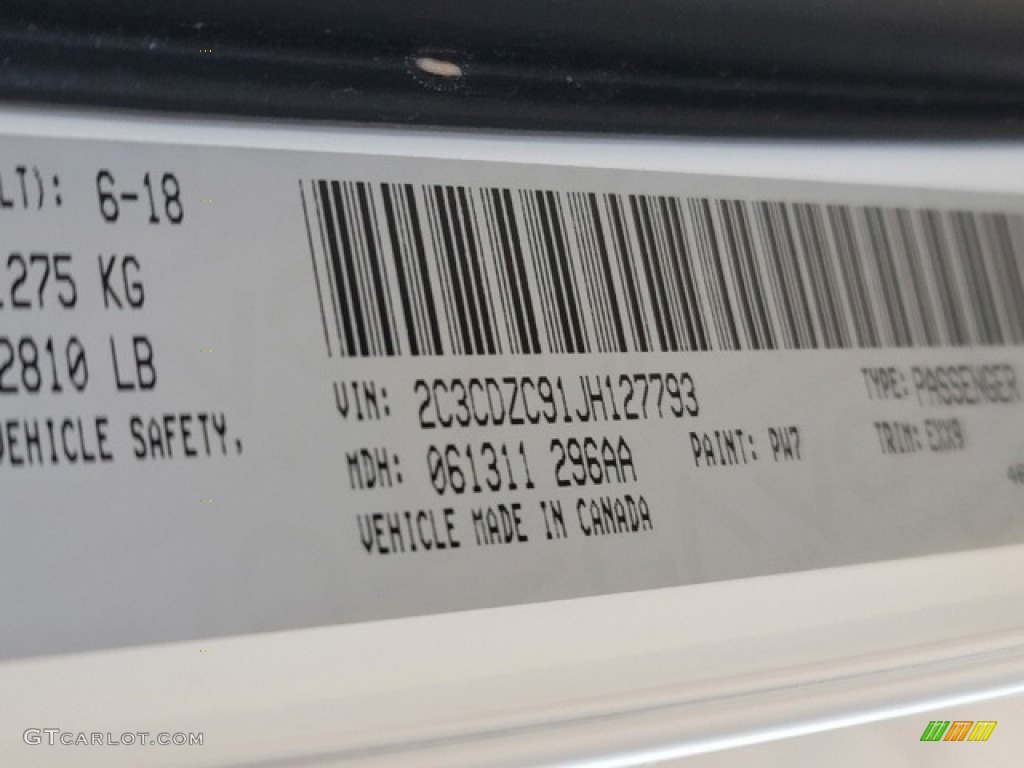 LT): 6-18
1275 KG
2810 LB
VEHICLE SAFETY,
VIN: 2C3CDZC91JH127793
TYPE: PASSENGER
MDH: 061311 296AA
PAINT: PW7
TRIM: EXX9
VEHICLE MADE IN CANADA
GTCARLOT.COM